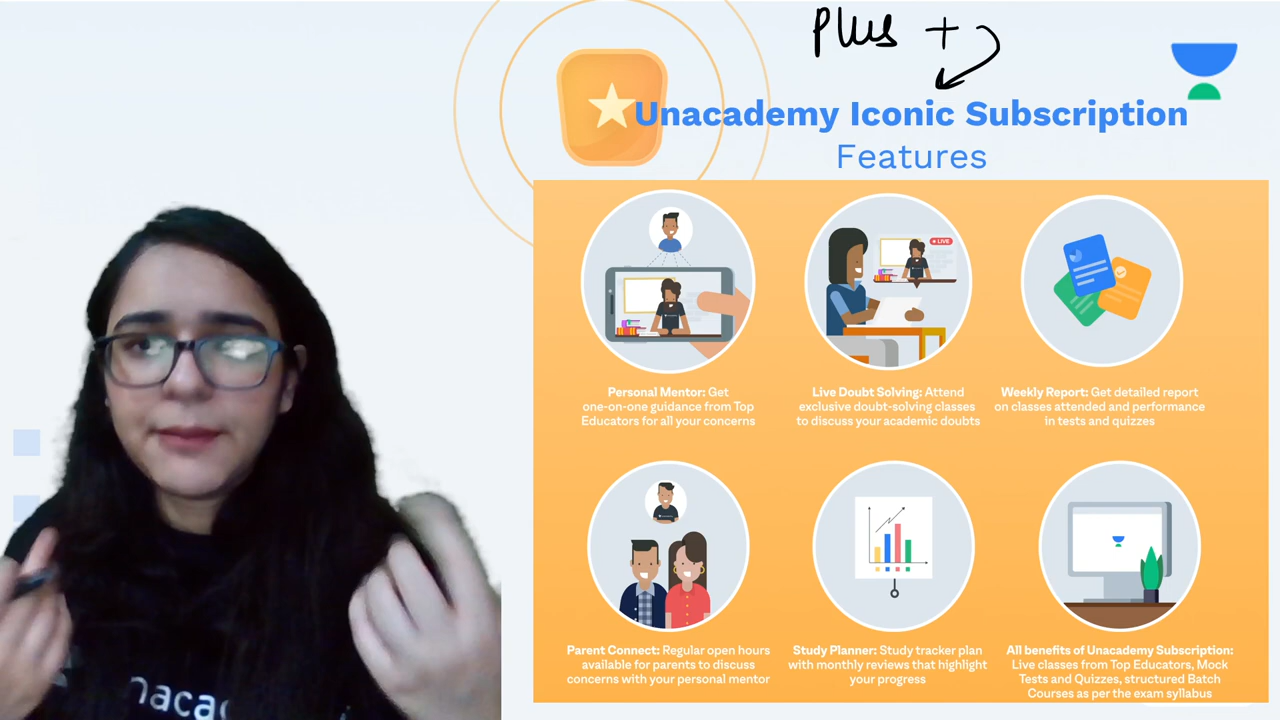 Plus +
Unacademy Iconic Subscription
Features
LIVE
Personal Mentor: Get
one-on-one guidance from Top
Educators for all your concerns
Live Doubt Solving: Attend
exclusive doubt-solving classes
to discuss your academic doubts
Weekly Report: Get detailed report
on classes attended and performance
in tests and quizzes
Parent Connect: Regular open hours
available for parents to discuss
concerns with your personal mentor
Study Planner: Study tracker plan
with monthly reviews that highlight
your progress
All benefits of Unacademy Subscription:
Live classes from Top Educators, Mock
Tests and Quizzes, structured Batch
Courses as per the exam syllabus